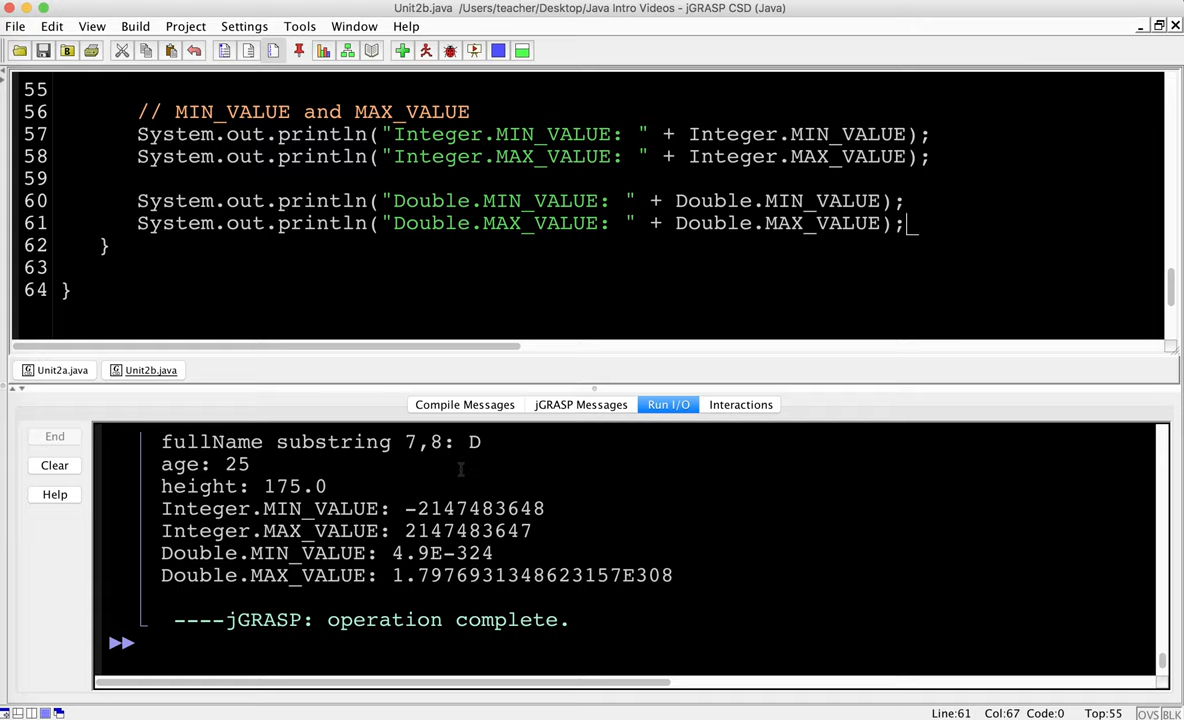 Unit2b.java /Users/teacher/Desktop/Java Intro Videos - jGRASP CSD (Java)
File Edit View Build Project Settings Tools Window Help
55
56 // MIN_VALUE and MAX_VALUE
57 System.out.println("Integer.MIN_VALUE: " + Integer.MIN_VALUE);
58 System.out.println("Integer.MAX_VALUE: " + Integer.MAX_VALUE);
59
60 System.out.println("Double.MIN_VALUE: " + Double.MIN_VALUE);
61 System.out.println("Double.MAX_VALUE: " + Double.MAX_VALUE);
62 }
63
64 }
Unit2a.java Unit2b.java
Compile Messages jGRASP Messages Run I/O Interactions
End
Clear
Help
fullName substring 7,8: D
age: 25
height: 175.0
Integer.MIN_VALUE: -2147483648
Integer.MAX_VALUE: 2147483647
Double.MIN_VALUE: 4.9E-324
Double.MAX_VALUE: 1.7976931348623157E308
----jGRASP: operation complete.
Line:61 Col:67 Code:0 Top:55 OVS BLK